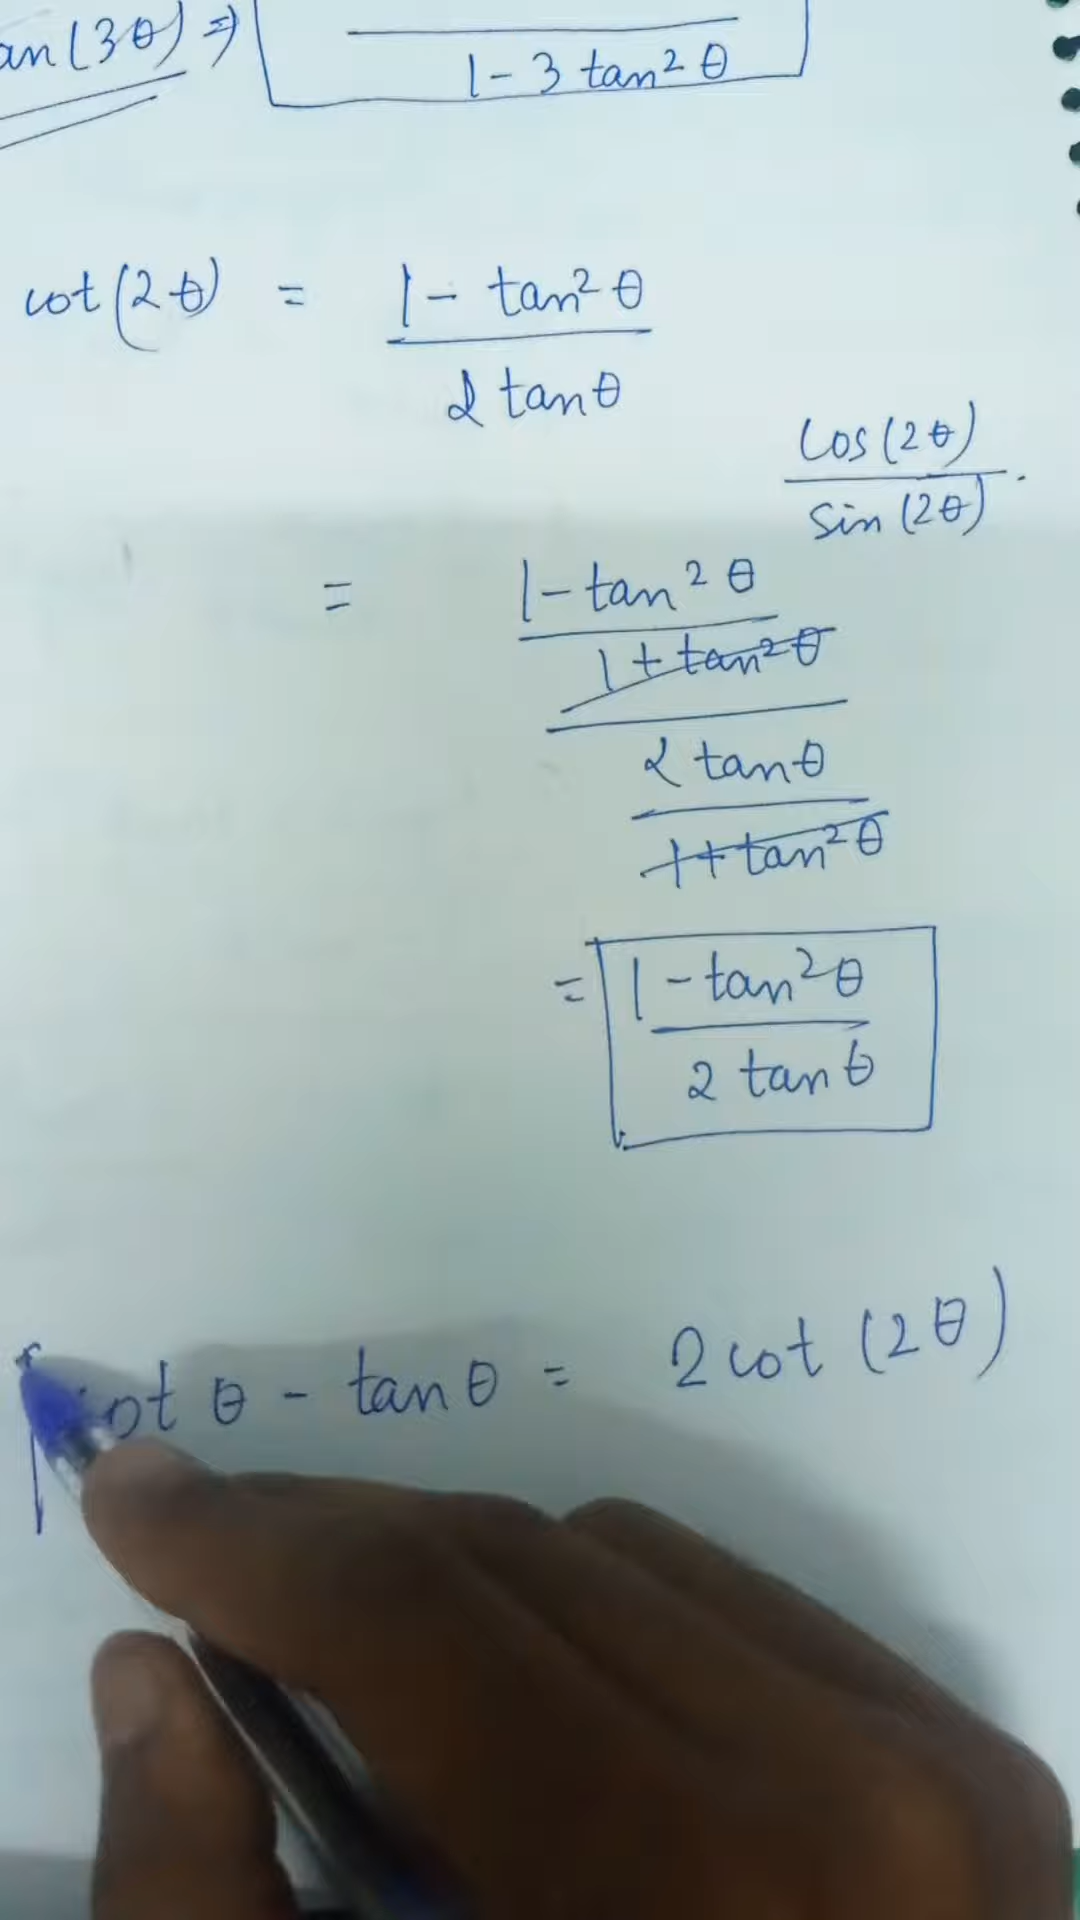 an(3θ) ⇒
1 - 3 tan² θ
cot(2θ) = 1 - tan² θ
2 tan θ
cos(2θ)
sin(2θ)
= 1 - tan² θ
1 + tan² θ
2 tan θ
1 + tan² θ
= 1 - tan² θ
2 tan θ
ot θ - tan θ = 2 cot (2θ)